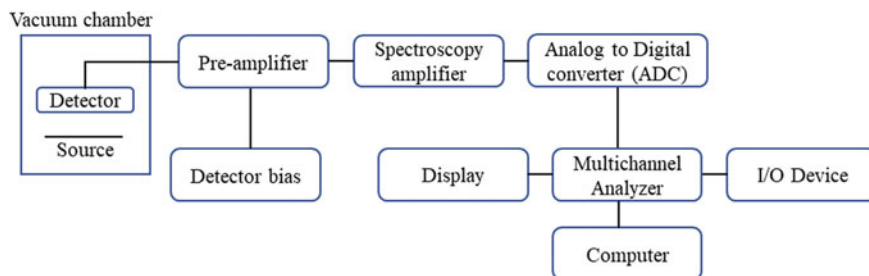 Vacuum chamber
Detector
Source
Pre-amplifier
Spectroscopy
amplifier
Analog to Digital
converter (ADC)
Detector bias
Display
Multichannel
Analyzer
I/O Device
Computer